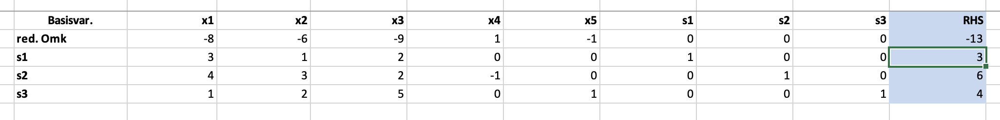 Basisvar. x1 x2 x3 x4 x5 s1 s2 s3 RHS
red. Omk -8 -6 -9 1 -1 0 0 0 -13
s1 3 1 2 0 0 1 0 0 3
s2 4 3 2 -1 0 0 1 0 6
s3 1 2 5 0 1 0 0 1 4